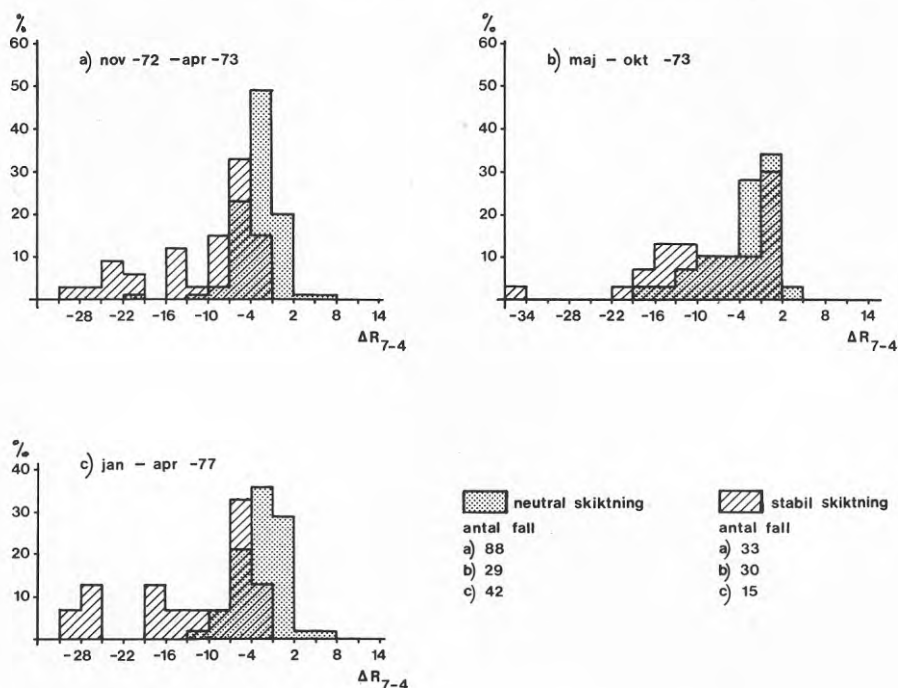 %
60
a) nov -72 – apr -73
50
40
30
20
10
-28 -22 -16 -10 -4 2 8 14
ΔR7-4
%
60
b) maj – okt -73
50
40
30
20
10
-34 -28 -22 -16 -10 -4 2 8 14
ΔR7-4
%
40
c) jan – apr -77
30
20
10
-28 -22 -16 -10 -4 2 8 14
ΔR7-4
neutral skiktning
antal fall
a) 88
b) 29
c) 42
stabil skiktning
antal fall
a) 33
b) 30
c) 15